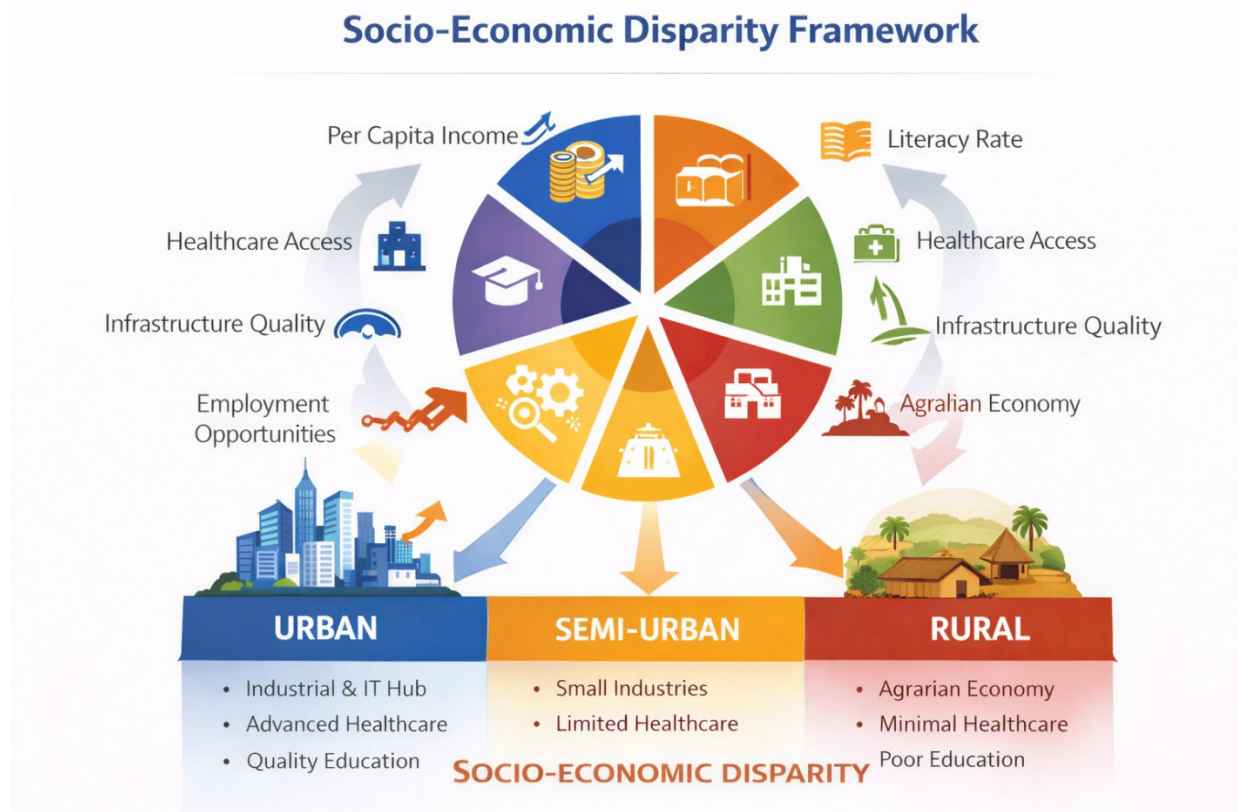 Socio-Economic Disparity Framework
Per Capita Income
Healthcare Access
Infrastructure Quality
Employment
Opportunities
Literacy Rate
Healthcare Access
Infrastructure Quality
Agralian Economy
URBAN
• Industrial & IT Hub
• Advanced Healthcare
• Quality Education
SEMI-URBAN
• Small Industries
• Limited Healthcare
RURAL
• Agrarian Economy
• Minimal Healthcare
Poor Education
SOCIO-ECONOMIC DISPARITY